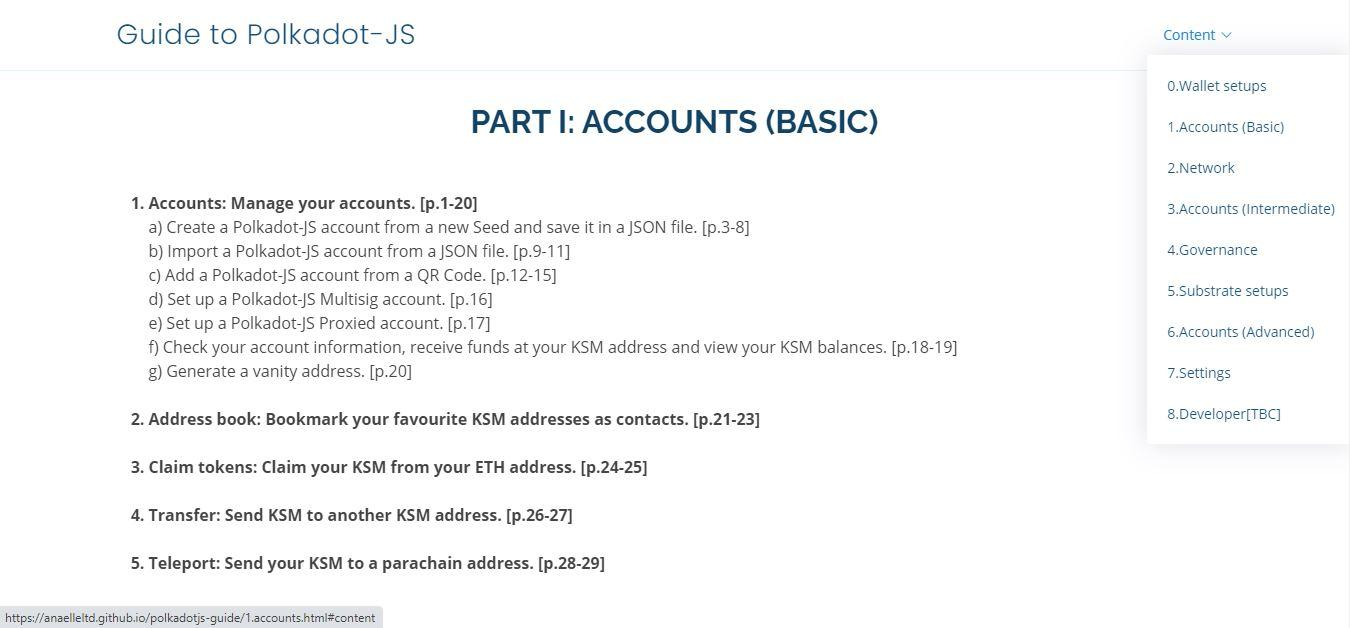 Guide to Polkadot-JS
Content
0.Wallet setups
1.Accounts (Basic)
2.Network
3.Accounts (Intermediate)
4.Governance
5.Substrate setups
6.Accounts (Advanced)
7.Settings
8.Developer[TBC]
PART I: ACCOUNTS (BASIC)
1. Accounts: Manage your accounts. [p.1-20]
a) Create a Polkadot-JS account from a new Seed and save it in a JSON file. [p.3-8]
b) Import a Polkadot-JS account from a JSON file. [p.9-11]
c) Add a Polkadot-JS account from a QR Code. [p.12-15]
d) Set up a Polkadot-JS Multisig account. [p.16]
e) Set up a Polkadot-JS Proxied account. [p.17]
f) Check your account information, receive funds at your KSM address and view your KSM balances. [p.18-19]
g) Generate a vanity address. [p.20]
2. Address book: Bookmark your favourite KSM addresses as contacts. [p.21-23]
3. Claim tokens: Claim your KSM from your ETH address. [p.24-25]
4. Transfer: Send KSM to another KSM address. [p.26-27]
5. Teleport: Send your KSM to a parachain address. [p.28-29]
https://anaelleltd.github.io/polkadotjs-guide/1.accounts.html#content